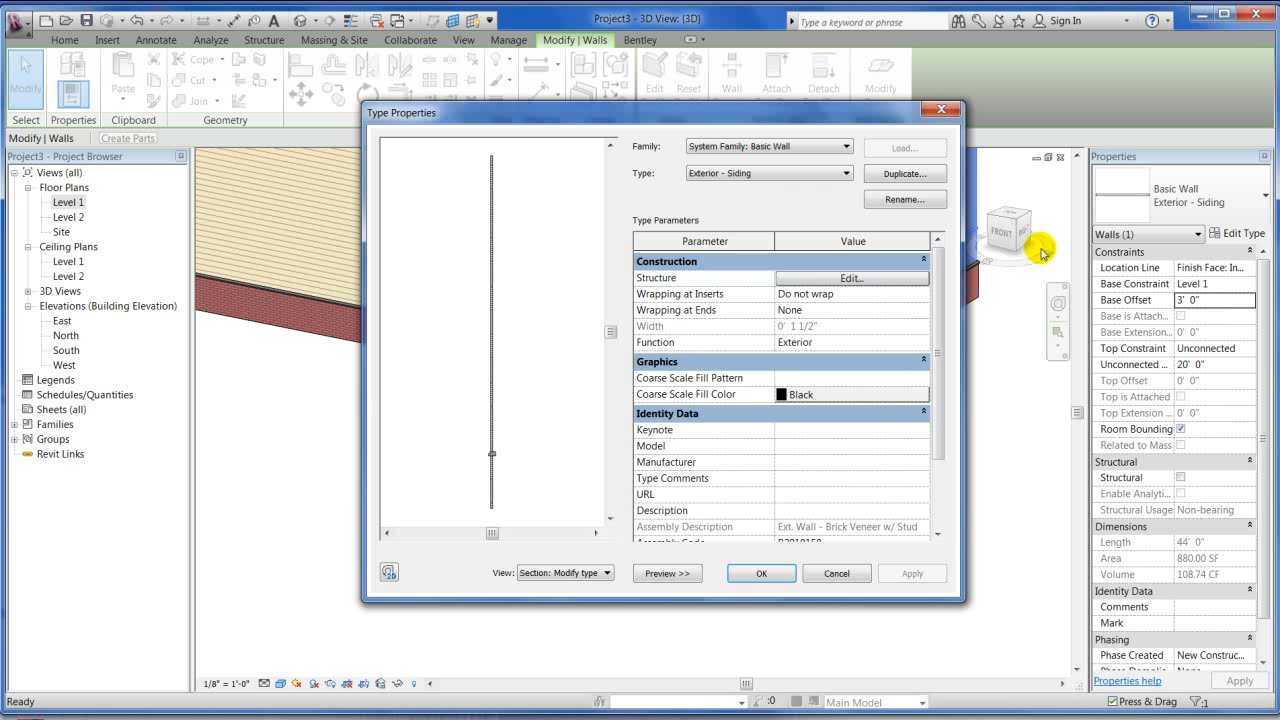 Project3 - 3D View: {3D}
Type a keyword or phrase
Sign In
Home Insert Annotate Analyze Structure Massing & Site Collaborate View Manage Modify | Walls Bentley
Modify Paste Cope Cut Join Edit Reset Wall Attach Detach Modify
Select Properties Clipboard Geometry
Modify | Walls Create Parts
Project3 - Project Browser
Views (all)
Floor Plans
Level 1
Level 2
Site
Ceiling Plans
Level 1
Level 2
3D Views
Elevations (Building Elevation)
East
North
South
West
Legends
Schedules/Quantities
Sheets (all)
Families
Groups
Revit Links
Type Properties
Family: System Family: Basic Wall Load...
Type: Exterior - Siding Duplicate...
Rename...
Type Parameters
Parameter Value
Construction
Structure Edit...
Wrapping at Inserts Do not wrap
Wrapping at Ends None
Width 0' 1 1/2"
Function Exterior
Graphics
Coarse Scale Fill Pattern
Coarse Scale Fill Color Black
Identity Data
Keynote
Model
Manufacturer
Type Comments
URL
Description
Assembly Description Ext. Wall - Brick Veneer w/ Stud
View: Section: Modify type Preview >> OK Cancel Apply
FRONT
Properties
Basic Wall
Exterior - Siding
Walls (1) Edit Type
Constraints
Location Line Finish Face: In...
Base Constraint Level 1
Base Offset 3' 0"
Base is Attach...
Base Extension... 0' 0"
Top Constraint Unconnected
Unconnected ... 20' 0"
Top Offset 0' 0"
Top is Attached
Top Extension ... 0' 0"
Room Bounding
Related to Mass
Structural
Structural
Enable Analyti...
Structural Usage Non-bearing
Dimensions
Length 44' 0"
Area 880.00 SF
Volume 108.74 CF
Identity Data
Comments
Mark
Phasing
Phase Created New Construc...
Properties help Apply
1/8" = 1'-0"
Ready :0 Main Model Press & Drag :1